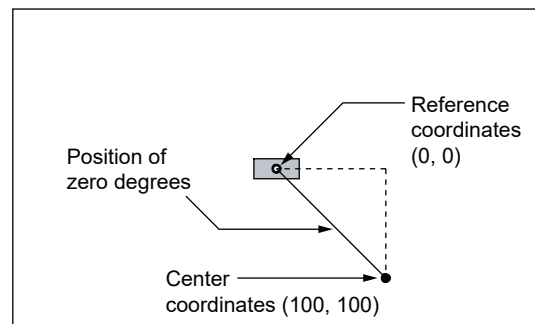 Reference
coordinates
(0, 0)
Position of
zero degrees
Center
coordinates (100, 100)